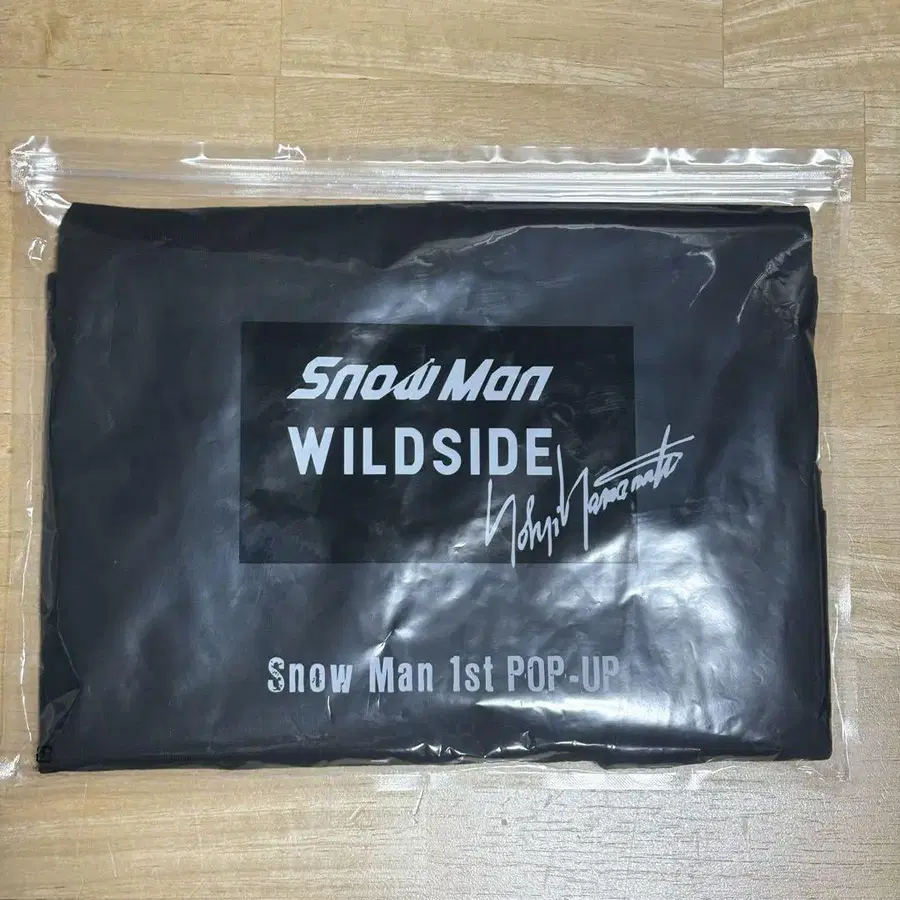 Snow Man
WILDSIDE
Yohji Yamamoto
Snow Man 1st POP-UP